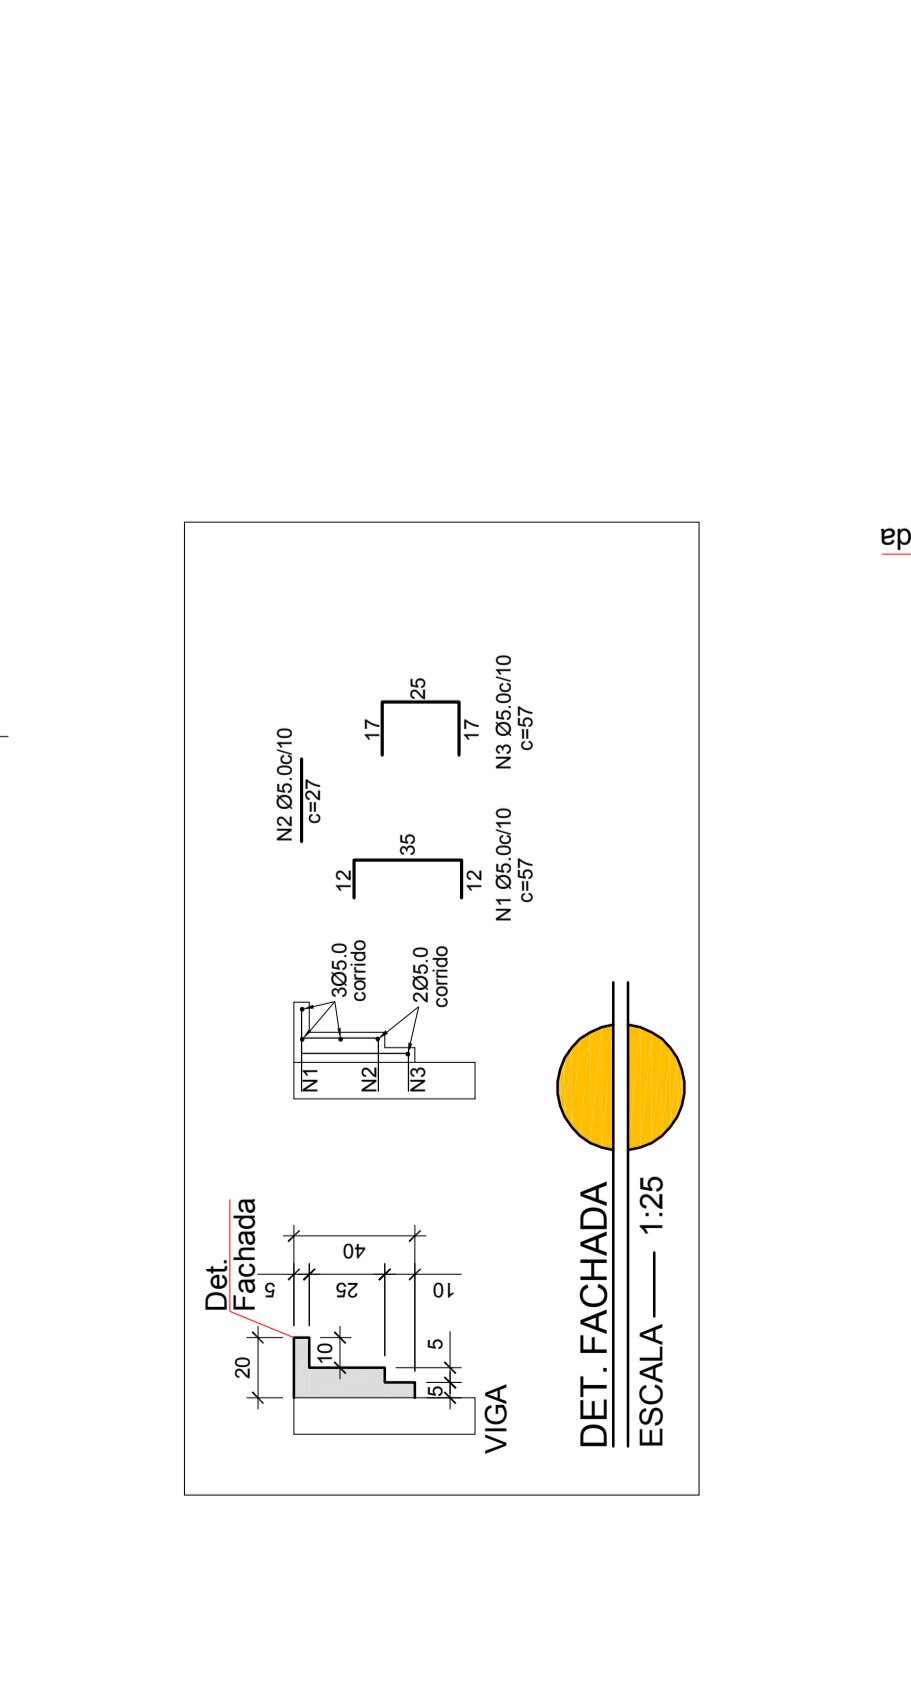 Det.
Fachada
20
10
5
5
5
25
10
40
VIGA
N1
N2
N3
3Ø5.0
corrido
2Ø5.0
corrido
12
35
12
N1 Ø5.0c/10
c=57
N2 Ø5.0c/10
c=27
17
25
17
N3 Ø5.0c/10
c=57
DET. FACHADA
ESCALA 1:25
da